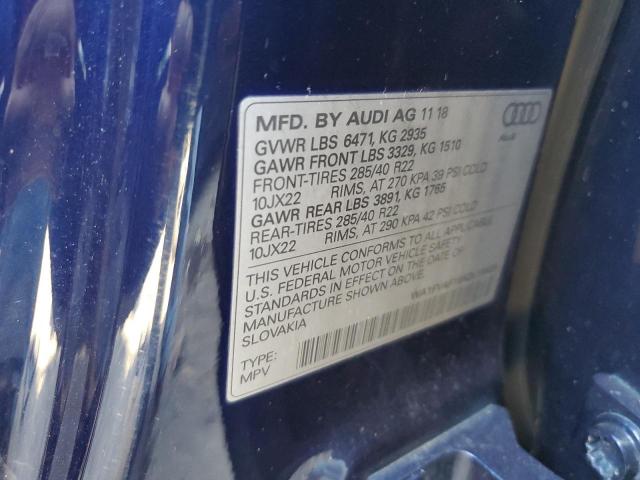 MFD. BY AUDI AG 11 18
GVWR LBS 6471, KG 2935
GAWR FRONT LBS 3329, KG 1510
FRONT-TIRES 285/40 R22
10JX22 RIMS, AT 270 KPA 39 PSI COLD
GAWR REAR LBS 3891, KG 1765
REAR-TIRES 285/40 R22
10JX22 RIMS, AT 290 KPA 42 PSI COLD
THIS VEHICLE CONFORMS TO ALL APPLICABLE
U.S. FEDERAL MOTOR VEHICLE SAFETY
STANDARDS IN EFFECT ON THE DATE OF
MANUFACTURE SHOWN ABOVE.
SLOVAKIA
TYPE:
MPV
Audi